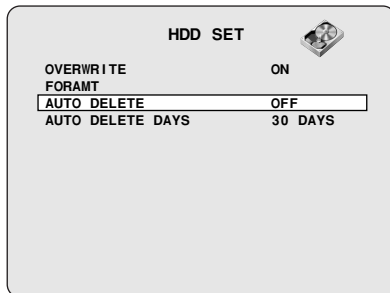 HDD SET
OVERWRITE ON
FORAMT
AUTO DELETE OFF
AUTO DELETE DAYS 30 DAYS